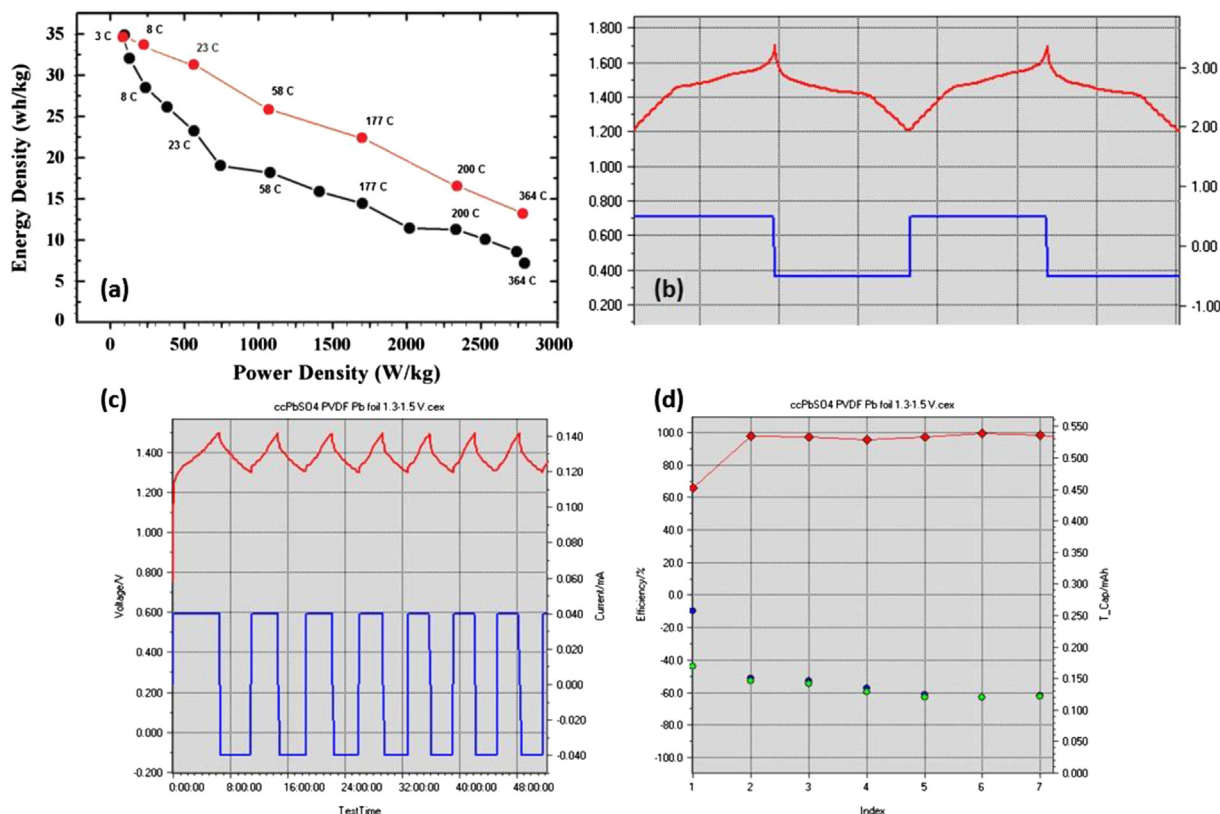 35
30
25
20
15
10
5
0
Energy Density (wh/kg)
3 C
8 C
23 C
58 C
177 C
200 C
364 C
8 C
23 C
58 C
177 C
200 C
364 C
(a)
0 500 1000 1500 2000 2500 3000
Power Density (W/kg)
1.800
1.600
1.400
1.200
1.000
0.800
0.600
0.400
0.200
3.00
2.00
1.00
0.00
-1.00
(b)
(c)
ccPbSO4 PVDF Pb foil 1.3-1.5 V.cex
1.400
1.200
1.000
0.800
0.600
0.400
0.200
0.000
-0.200
Voltage/V
0.140
0.120
0.100
0.080
0.060
0.040
0.020
0.000
-0.020
-0.040
Current/mA
0:00:00 8:00:00 16:00:00 24:00:00 32:00:00 40:00:00 48:00:00
TestTime
(d)
ccPbSO4 PVDF Pb foil 1.3-1.5 V.cex
100.0
80.0
60.0
40.0
20.0
0.0
-20.0
-40.0
-60.0
-80.0
-100.0
Efficiency/%
0.550
0.500
0.450
0.400
0.350
0.300
0.250
0.200
0.150
0.100
0.050
0.000
T_Cap/mAh
1 2 3 4 5 6 7
Index